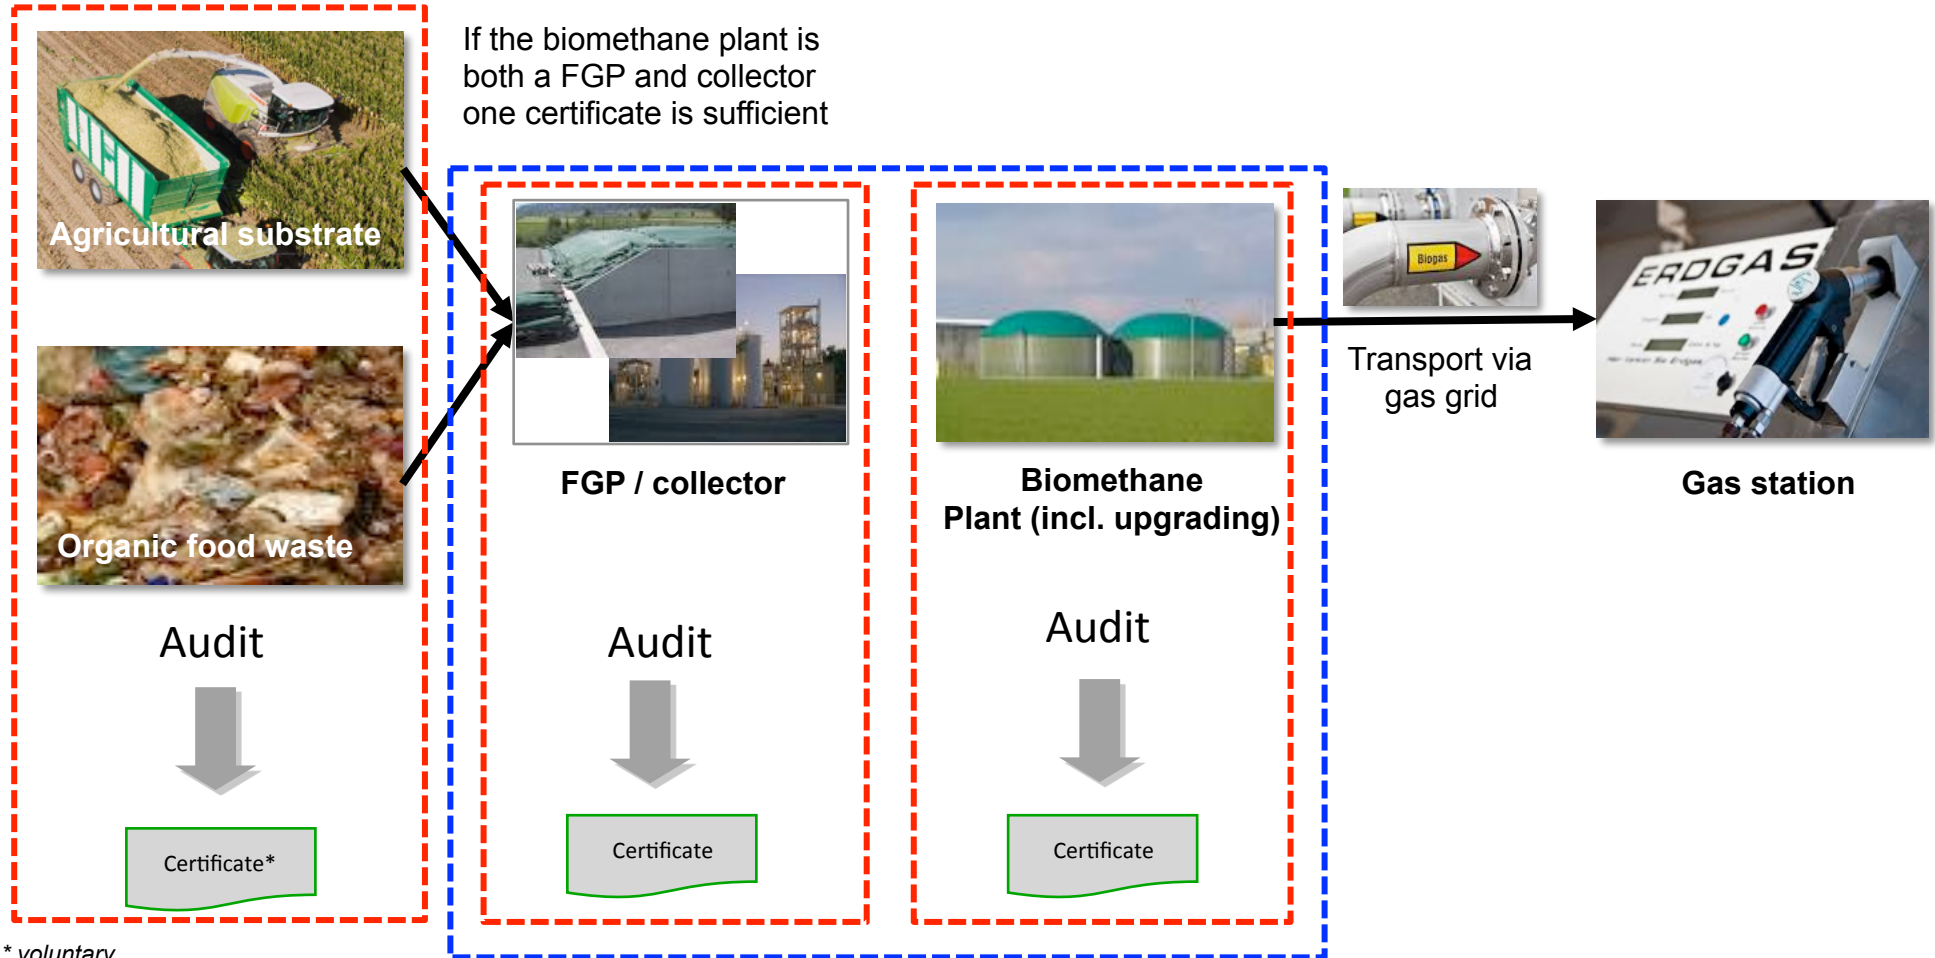 If the biomethane plant is
both a FGP and collector
one certificate is sufficient
Agricultural substrate
Organic food waste
Audit
Certificate*
* voluntary
FGP / collector
Audit
Certificate
Biomethane
Plant (incl. upgrading)
Audit
Certificate
Biogas
Transport via
gas grid
ERDGAS
Gas station